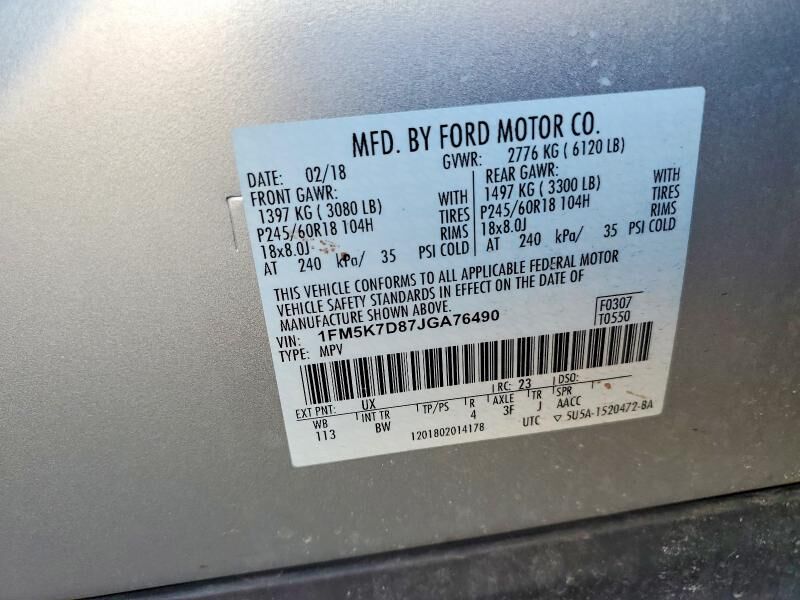 MFD. BY FORD MOTOR CO.
DATE: 02/18 GVWR: 2776 KG ( 6120 LB)
FRONT GAWR: WITH REAR GAWR: WITH
1397 KG ( 3080 LB) TIRES 1497 KG ( 3300 LB) TIRES
P245/60R18 104H RIMS P245/60R18 104H RIMS
18x8.0J 18x8.0J
AT 240 kPa/ 35 PSI COLD AT 240 kPa/ 35 PSI COLD
THIS VEHICLE CONFORMS TO ALL APPLICABLE FEDERAL MOTOR
VEHICLE SAFETY STANDARDS IN EFFECT ON THE DATE OF
MANUFACTURE SHOWN ABOVE.
VIN: 1FM5K7D87JGA76490 F0307
TYPE: MPV T0550
EXT PNT: UX RC: 23 DSO:
WB INT TR TP/PS R AXLE TR SPR
113 BW 4 3F J AACC
1201802014178 UTC ▽ 5U5A-1520472-BA